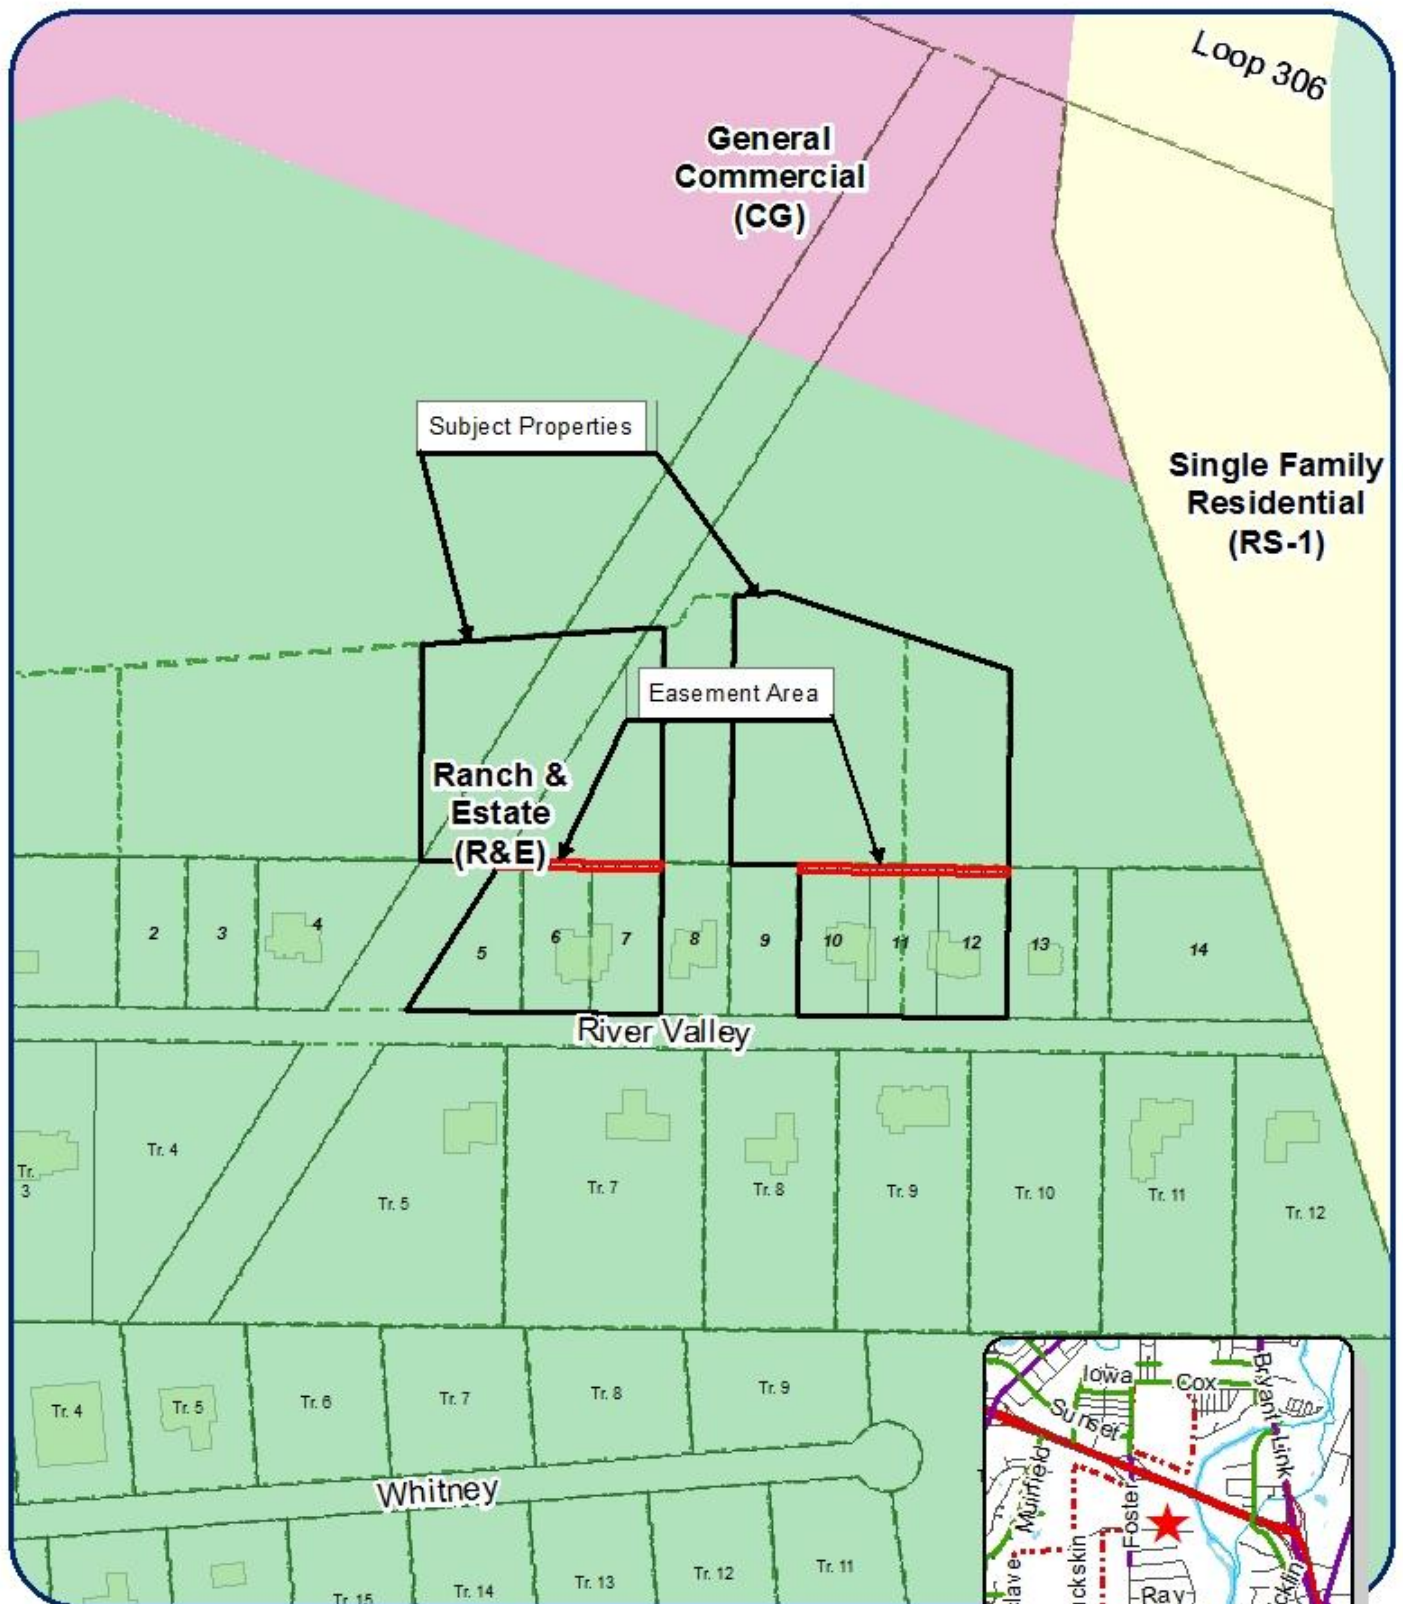 Loop 306
General
Commercial
(CG)
Subject Properties
Single Family
Residential
(RS-1)
Easement Area
Ranch &
Estate
(R&E)
2
3
4
5
6
7
8
9
10
11
12
13
14
River Valley
Tr.
3
Tr. 4
Tr. 5
Tr. 7
Tr. 8
Tr. 9
Tr. 10
Tr. 11
Tr. 12
Tr. 4
Tr. 5
Tr. 6
Tr. 7
Tr. 8
Tr. 9
Whitney
Tr. 15
Tr. 14
Tr. 13
Tr. 12
Tr. 11
Iowa
Cox
Bryant
Link
Sunset
Muirfield
Foster
Ray